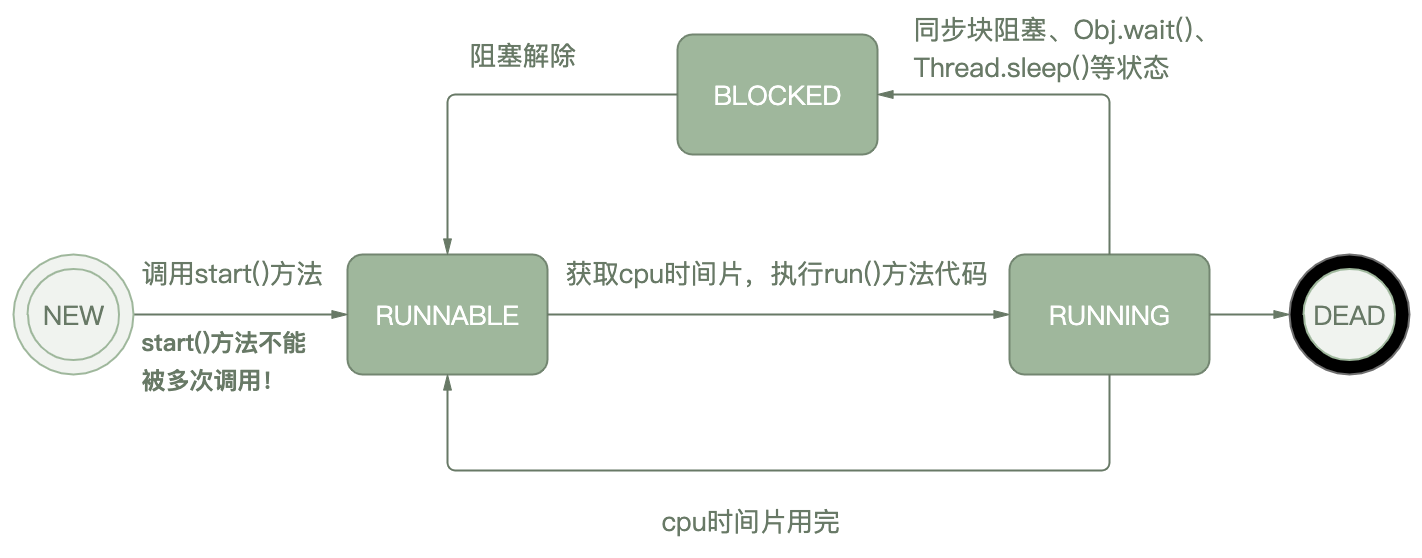 阻塞解除
BLOCKED
同步块阻塞、Obj.wait()、
Thread.sleep()等状态
NEW
调用start()方法
start()方法不能
被多次调用！
RUNNABLE
获取cpu时间片，执行run()方法代码
RUNNING
DEAD
cpu时间片用完